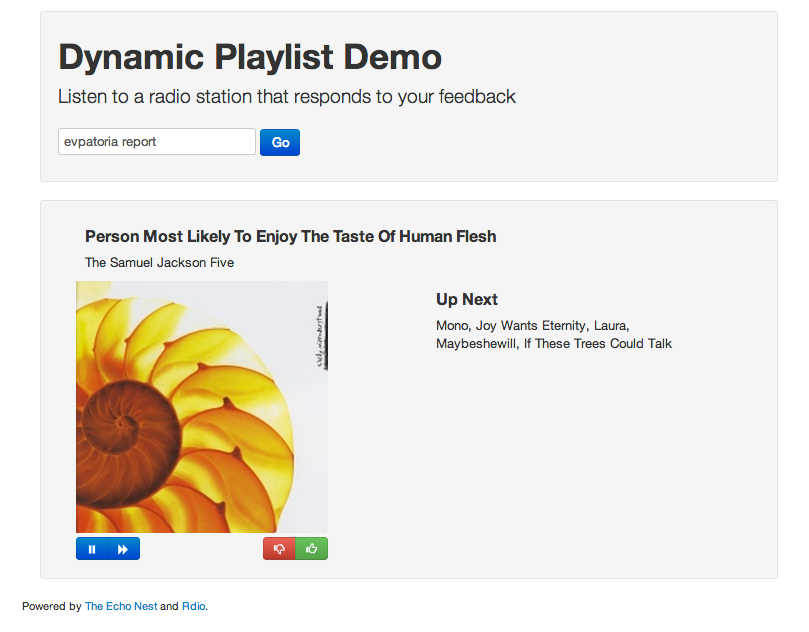 Dynamic Playlist Demo
Listen to a radio station that responds to your feedback
evpatoria report
Go
Person Most Likely To Enjoy The Taste Of Human Flesh
The Samuel Jackson Five
Up Next
Mono, Joy Wants Eternity, Laura,
Maybeshewill, If These Trees Could Talk
Powered by The Echo Nest and Rdio.